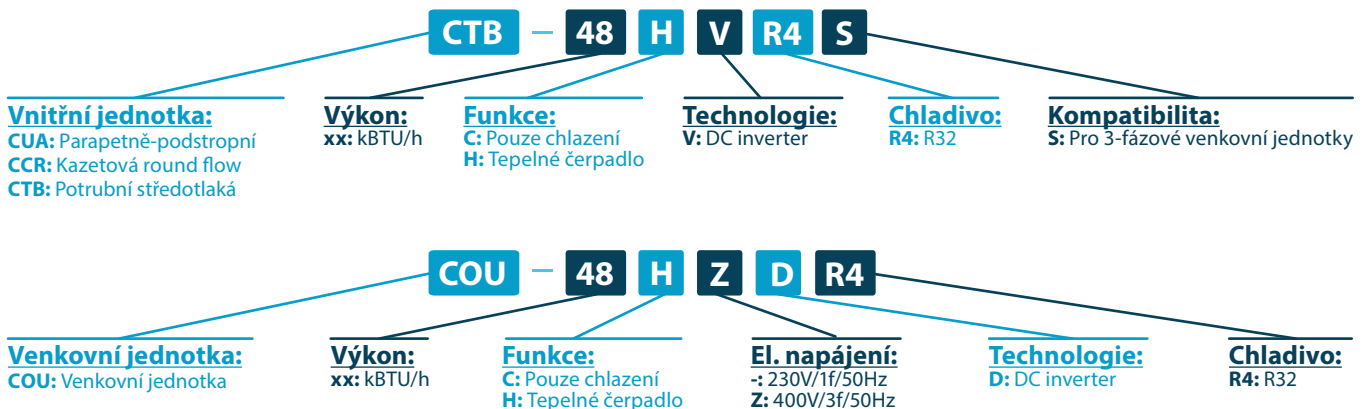 CTB – 48 H V R4 S
Vnitřní jednotka:
CUA: Parapetně-podstropní
CCR: Kazetová round flow
CTB: Potrubní středotlaká
Výkon:
xx: kBTU/h
Funkce:
C: Pouze chlazení
H: Tepelné čerpadlo
Technologie:
V: DC inverter
Chladivo:
R4: R32
Kompatibilita:
S: Pro 3-fázové venkovní jednotky
COU – 48 H Z D R4
Venkovní jednotka:
COU: Venkovní jednotka
Výkon:
xx: kBTU/h
Funkce:
C: Pouze chlazení
H: Tepelné čerpadlo
El. napájení:
-: 230V/1f/50Hz
Z: 400V/3f/50Hz
Technologie:
D: DC inverter
Chladivo:
R4: R32